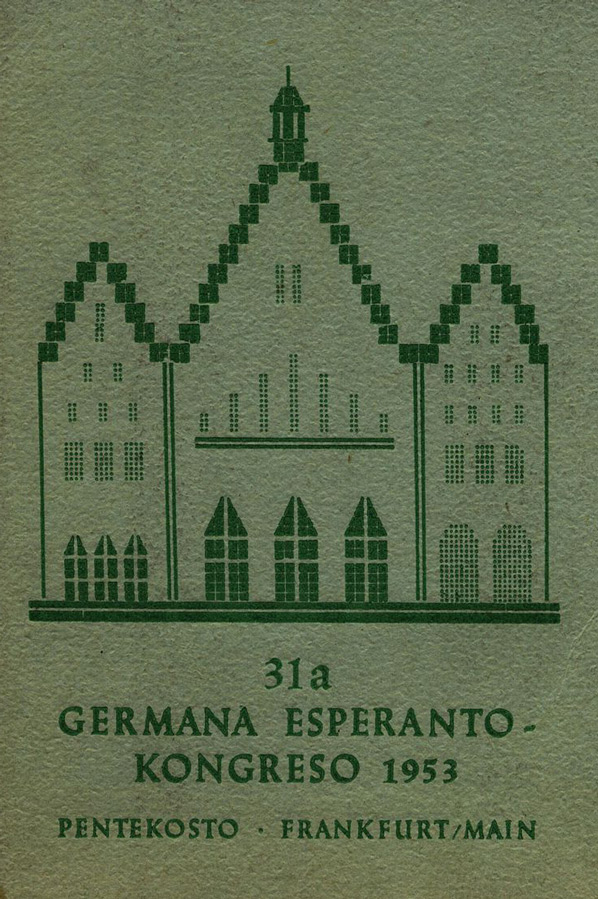 31a
GERMANA ESPERANTO-
KONGRESO 1953
PENTEKOSTO · FRANKFURT/MAIN